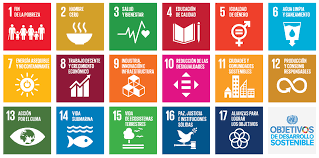 1 FIN
DE LA POBREZA
2 HAMBRE
CERO
3 SALUD
Y BIENESTAR
4 EDUCACIÓN
DE CALIDAD
5 IGUALDAD
DE GÉNERO
6 AGUA LIMPIA
Y SANEAMIENTO
7 ENERGÍA ASEQUIBLE
Y NO CONTAMINANTE
8 TRABAJO DECENTE
Y CRECIMIENTO
ECONÓMICO
9 INDUSTRIA,
INNOVACIÓN E
INFRAESTRUCTURA
10 REDUCCIÓN DE LAS
DESIGUALDADES
11 CIUDADES Y
COMUNIDADES
SOSTENIBLES
12 PRODUCCIÓN
Y CONSUMO
RESPONSABLES
13 ACCIÓN
POR EL CLIMA
14 VIDA
SUBMARINA
15 VIDA
DE ECOSISTEMAS
TERRESTRES
16 PAZ, JUSTICIA
E INSTITUCIONES
SÓLIDAS
17 ALIANZAS PARA
LOGRAR
LOS OBJETIVOS
OBJETIVOS
DE DESARROLLO
SOSTENIBLE